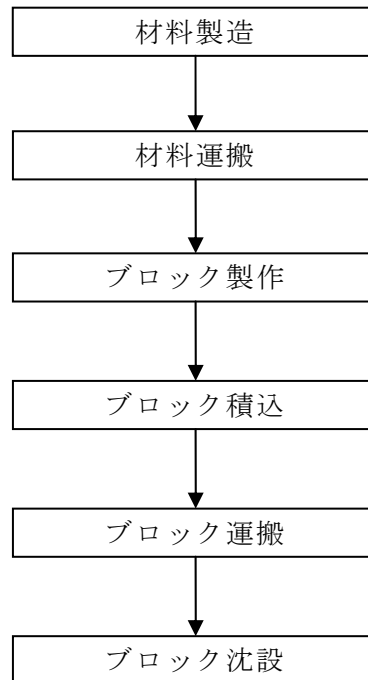 材料製造
材料運搬
ブロック製作
ブロック積込
ブロック運搬
ブロック沈設